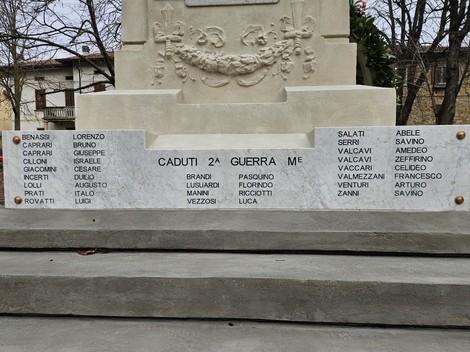 BENASSI LORENZO
CAPRARI BRUNO
CAPRARI GIUSEPPE
CILLONI ISRAELE
GIACOMINI CESARE
INCERTI DUILIO
LOLLI AUGUSTO
PRATI ITALO
ROVATTI LUIGI
CADUTI 2ᴬ GUERRA Mᴱ
BRANDI PASQUINO
LUSUARDI FLORINDO
MANINI RICCIOTTI
VEZZOSI LUCA
SALATI ABELE
SERRI SAVINO
VALCAVI AMEDEO
VALCAVI ZEFFIRINO
VACCARI CELIDEO
VALMEZZANI FRANCESCO
VENTURI ARTURO
ZANNI SAVINO